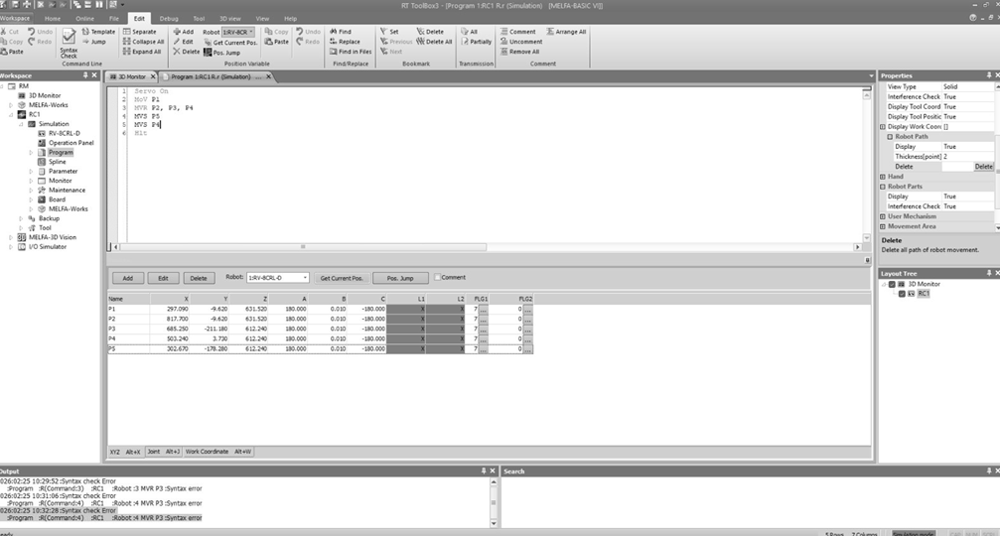 RT ToolBox3 - [Program 1:RC1 R.r (Simulation)    [MELFA-BASIC VI]]
Workspace Home Online File Edit Debug Tool 3D view View Help
Cut Undo Template Separate Add Robot 1:RV-8CR Cut Undo Find Set Delete All Comment Arrange All
Copy Redo Syntax Check Jump Collapse All Edit Get Current Pos. Copy Redo Replace Previous Delete All Partially Uncomment
Paste Expand All Delete Pos. Jump Paste Find in Files Next Remove All
Command Line Position Variable Find/Replace Bookmark Transmission Comment
Workspace
RM
3D Monitor
MELFA-Works
RC1
Simulation
RV-8CRL-D
Operation Panel
Program
Spline
Parameter
Monitor
Maintenance
Board
MELFA-Works
Backup
Tool
MELFA-3D Vision
I/O Simulator
3D Monitor Program 1:RC1 R.r (Simulation) ...
1 Servo On
2 MoV P1
3 MVR P2, P3, P4
4 MVS P5
5 MVS P4
6 Hlt
Add Edit Delete Robot: 1:RV-8CRL-D Get Current Pos. Pos. Jump Comment
Name X Y Z A B C L1 L2 FLG1 FLG2
P1 297.090 -9.620 631.520 180.000 0.010 -180.000 X X 7 ... 0 ...
P2 817.700 -9.620 631.520 180.000 0.010 -180.000 X X 7 ... 0 ...
P3 685.250 -211.180 612.240 180.000 0.010 -180.000 X X 7 ... 0 ...
P4 503.240 3.730 612.240 180.000 0.010 -180.000 X X 7 ... 0 ...
P5 302.670 -178.280 612.240 180.000 0.010 -180.000 X X 7 ... 0 ...
XYZ Alt+X Joint Alt+J Work Coordinate Alt+W
Properties
View Type Solid
Interference Check True
Display Tool Coord True
Display Tool Positic True
Display Work Coor []
Robot Path
Display True
Thickness[point] 2
Delete Delete
Hand
Robot Parts
Display True
Interference Check True
User Mechanism
Movement Area
Delete
Delete all path of robot movement.
Layout Tree
3D Monitor
RC1
Output
026:02:25 10:29:52 :Syntax check Error
:Program :R(Command:3) :RC1 :Robot :3 MVR P3 :Syntax error
026:02:25 10:31:06 :Syntax check Error
:Program :R(Command:4) :RC1 :Robot :4 MVR P3 :Syntax error
026:02:25 10:32:28 :Syntax check Error
:Program :R(Command:4) :RC1 :Robot :4 MVR P3 :Syntax error
Search
eady 5 Rows 7 Columns Simulation mode